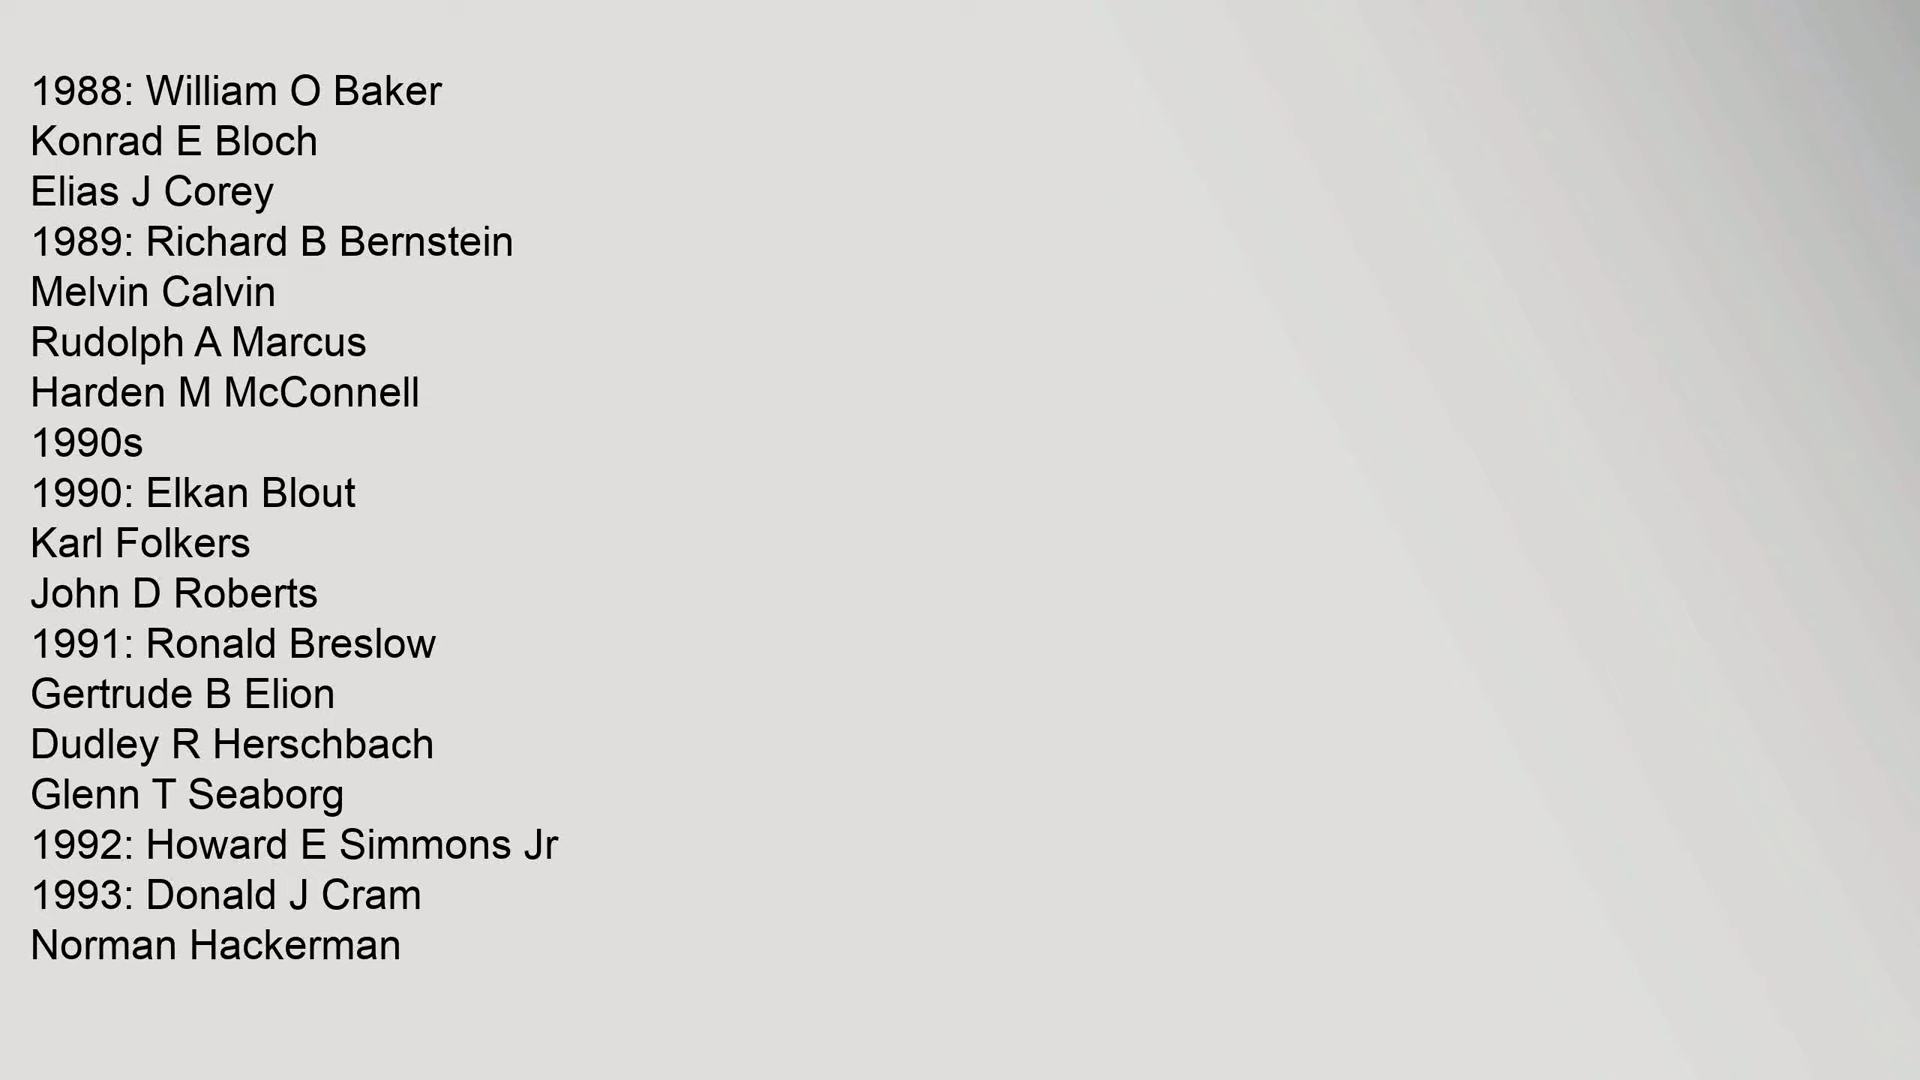 1988: William O Baker
Konrad E Bloch
Elias J Corey
1989: Richard B Bernstein
Melvin Calvin
Rudolph A Marcus
Harden M McConnell
1990s
1990: Elkan Blout
Karl Folkers
John D Roberts
1991: Ronald Breslow
Gertrude B Elion
Dudley R Herschbach
Glenn T Seaborg
1992: Howard E Simmons Jr
1993: Donald J Cram
Norman Hackerman